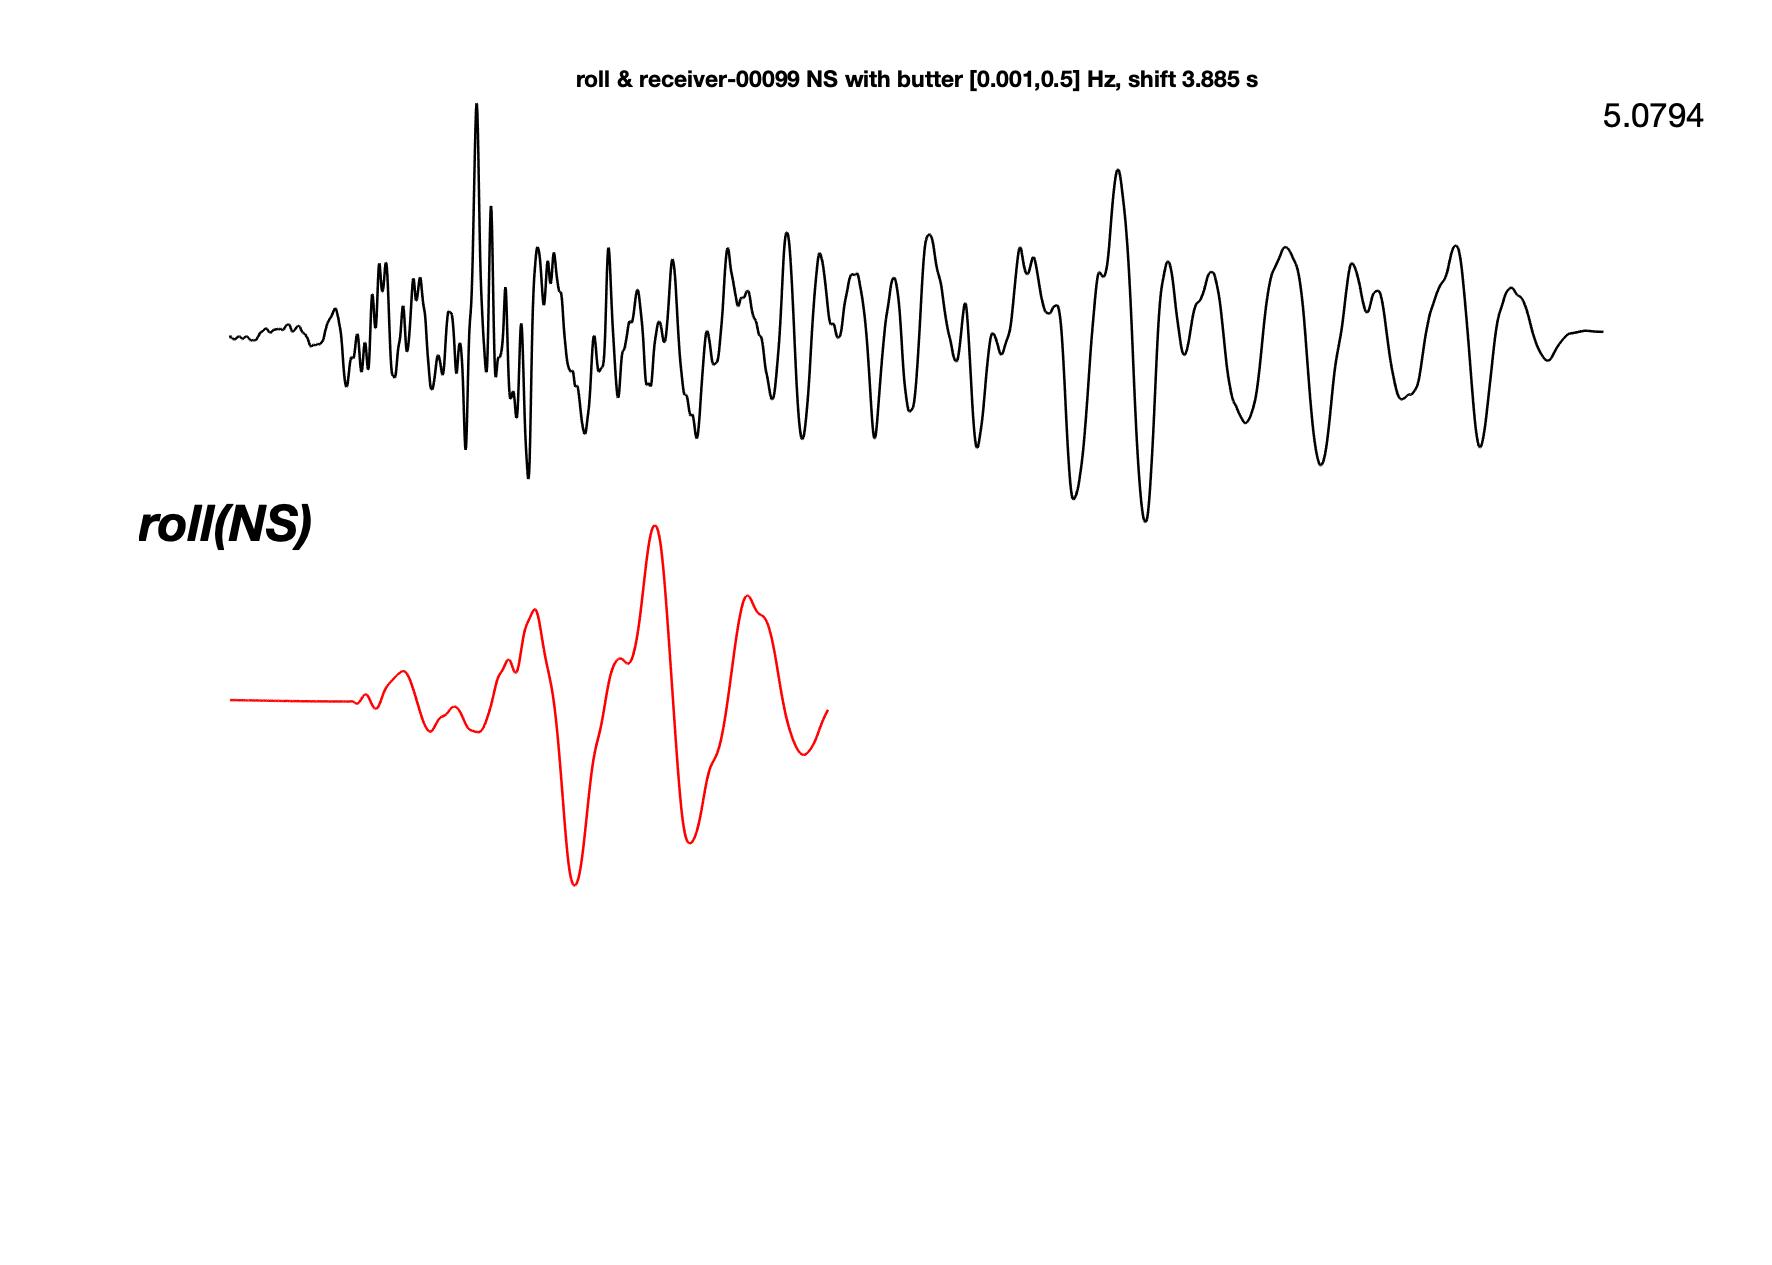 roll & receiver-00099 NS with butter [0.001,0.5] Hz, shift 3.885 s
5.0794
roll(NS)